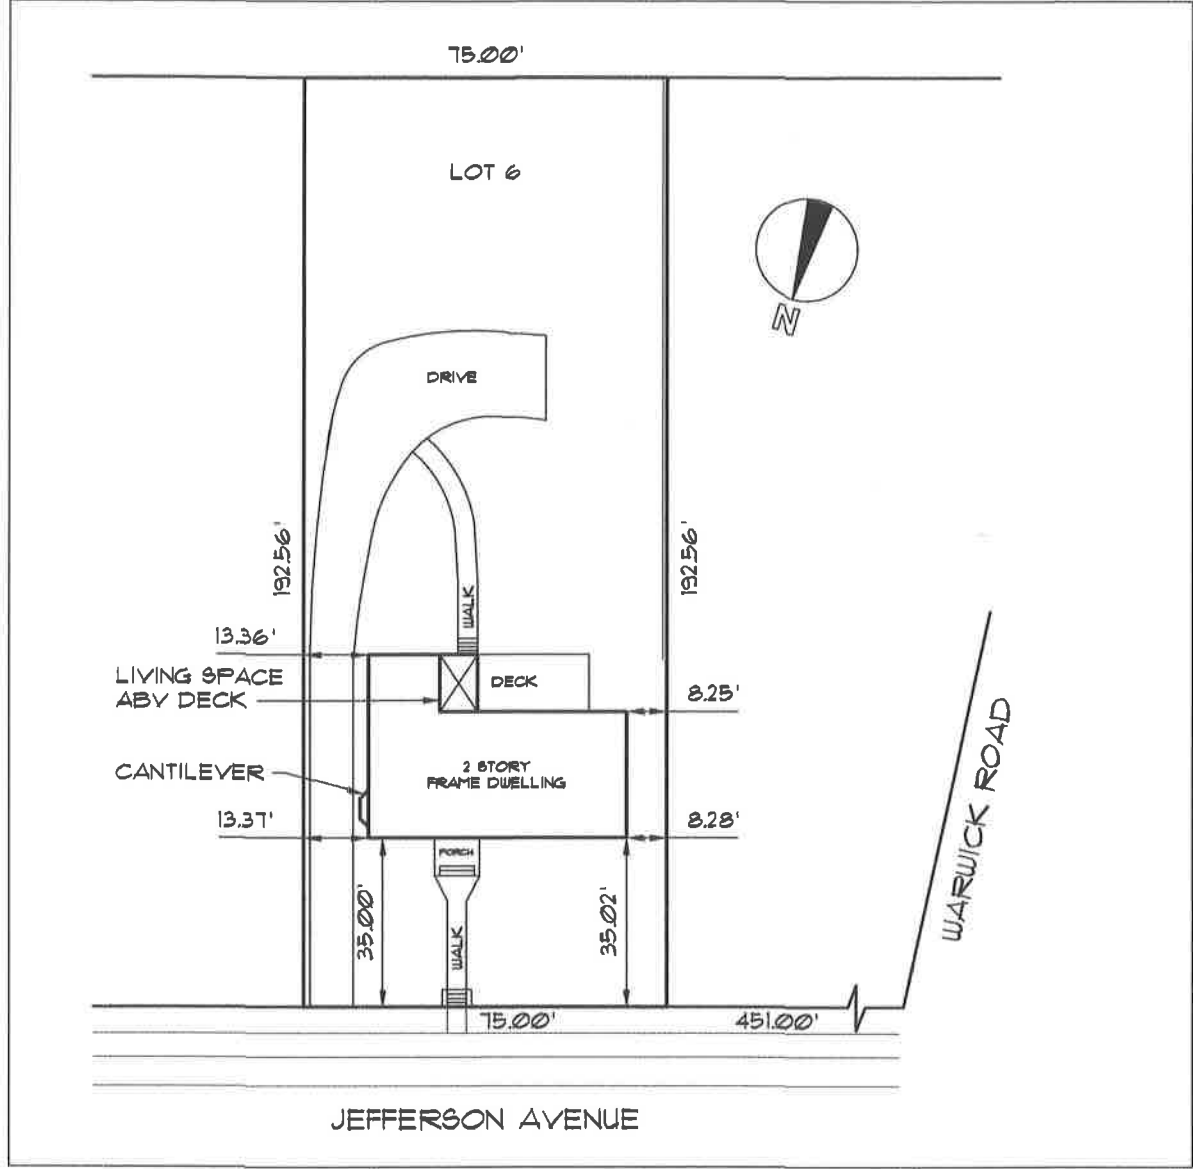 75.00'
LOT 6
N
DRIVE
192.56'
192.56'
WALK
13.36'
LIVING SPACE
ABV DECK
DECK
8.25'
CANTILEVER
2 STORY
FRAME DWELLING
13.37'
8.28'
PORCH
35.00'
WALK
35.02'
WARWICK ROAD
75.00'
451.00'
JEFFERSON AVENUE